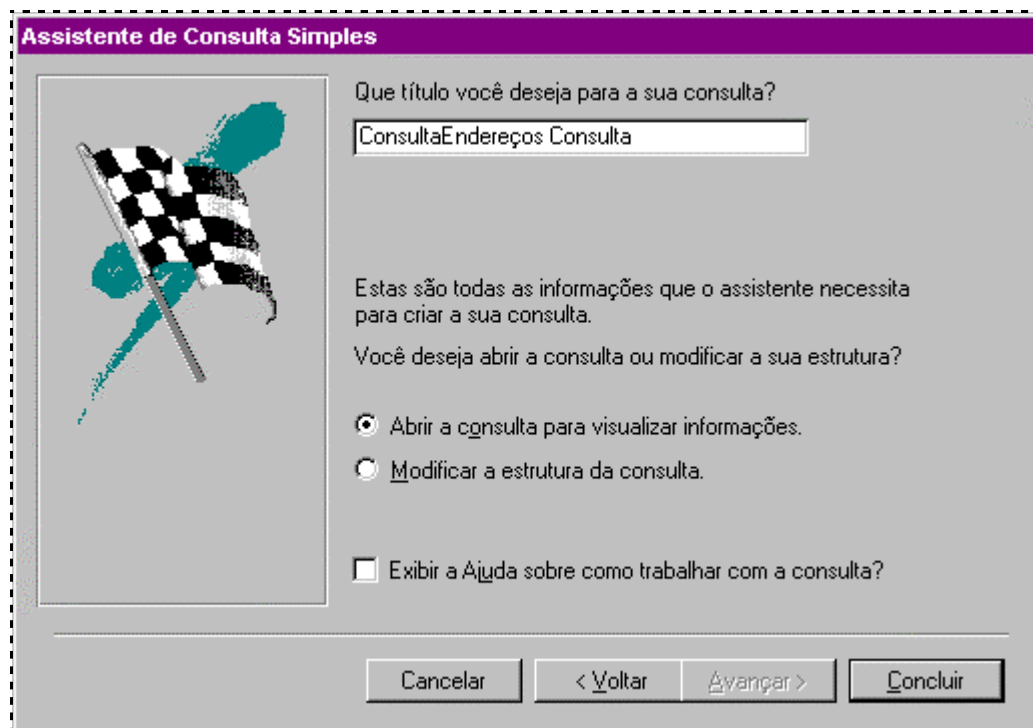 Assistente de Consulta Simples
Que título você deseja para a sua consulta?
ConsultaEndereços Consulta
Estas são todas as informações que o assistente necessita
para criar a sua consulta.
Você deseja abrir a consulta ou modificar a sua estrutura?
Abrir a consulta para visualizar informações.
Modificar a estrutura da consulta.
Exibir a Ajuda sobre como trabalhar com a consulta?
Cancelar < Voltar Avançar > Concluir